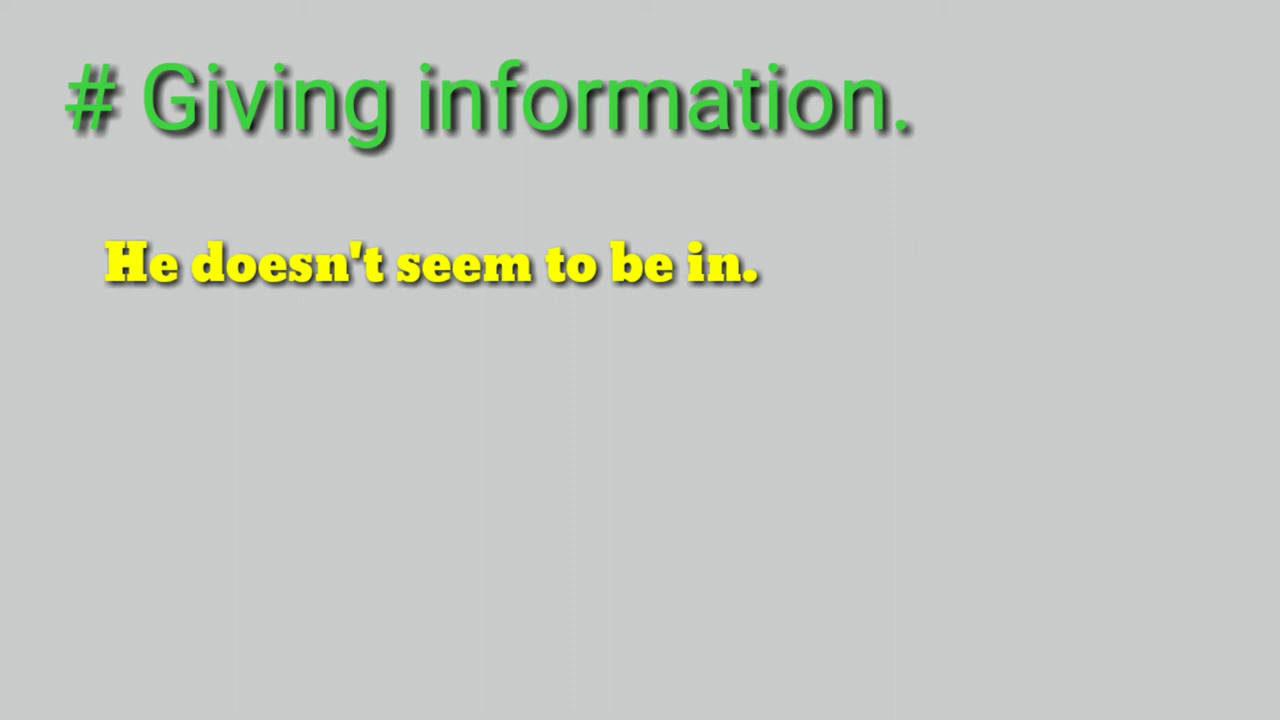 # Giving information.
He doesn't seem to be in.